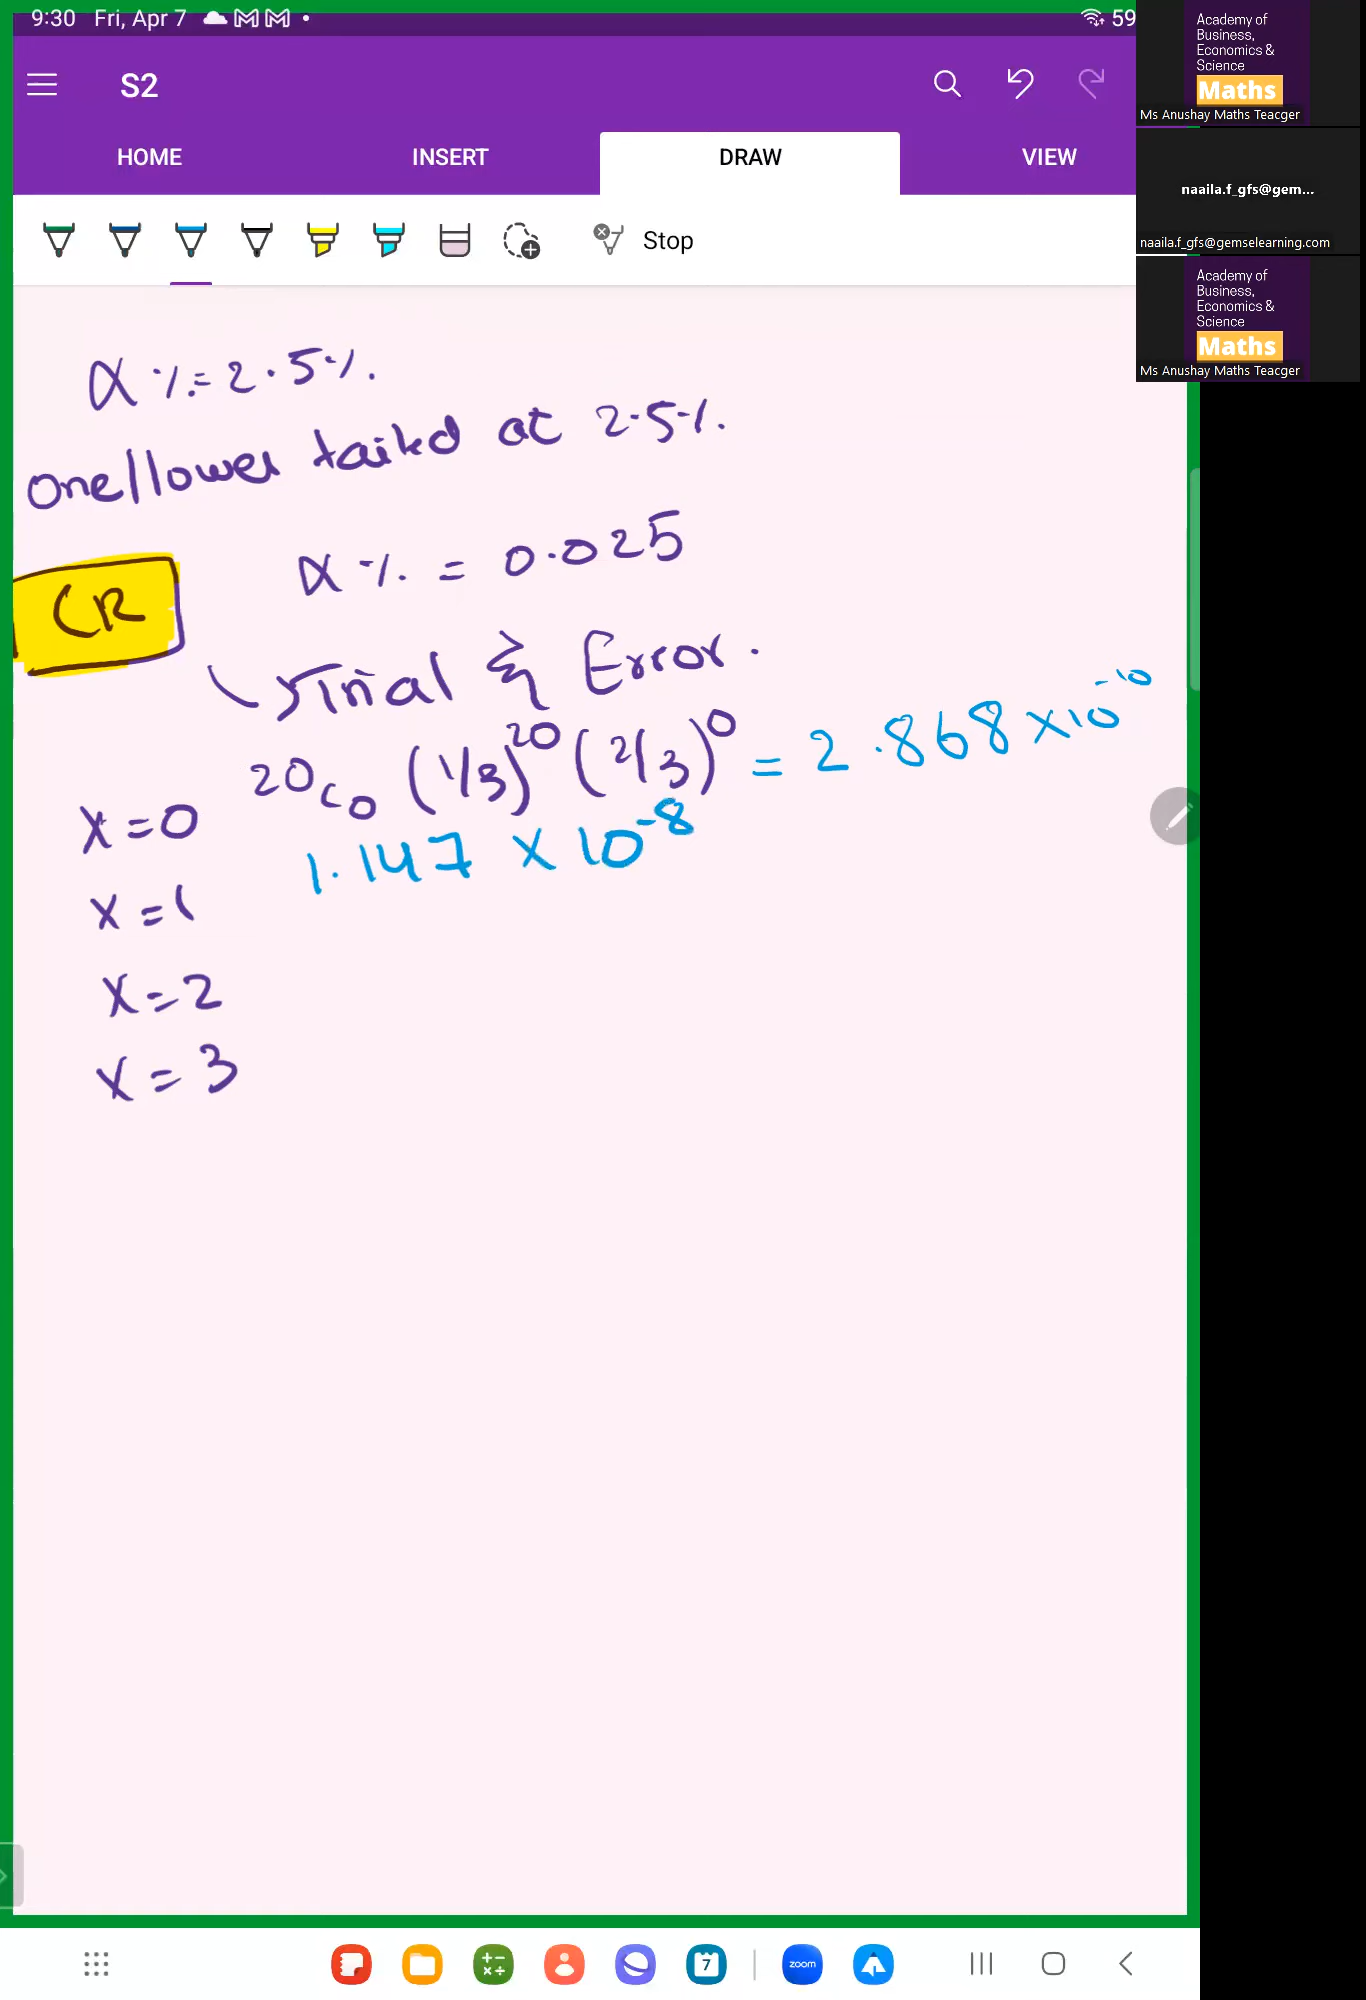 9:30 Fri, Apr 7 59
S2
HOME INSERT DRAW VIEW
Stop
Academy of
Business,
Economics &
Science
Maths
Ms Anushay Maths Teacger
naaila.f_gfs@gem...
naaila.f_gfs@gemselearning.com
Academy of
Business,
Economics &
Science
Maths
Ms Anushay Maths Teacger
α % = 2.5%.
One/lower tailed at 2.5%.
α % = 0.025
CR
Trial & Error.
x=0 20C0 (1/3)^20 (2/3)^0 = 2.868 x10^-10
x=1 1.147 x 10^-8
x=2
x=3
7
zoom